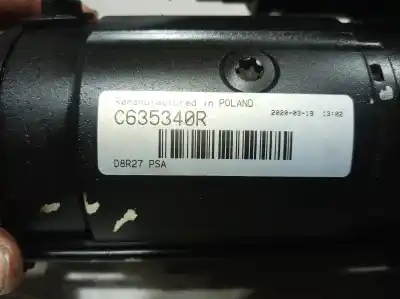 Remanufactured in POLAND
C635340R 2020-03-19 13:02
D8R27 PSA